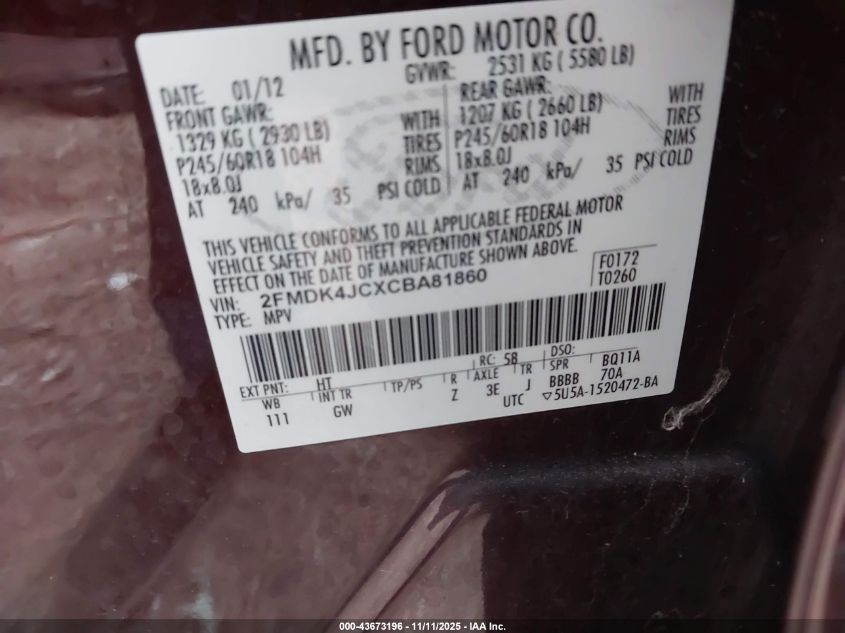 MFD. BY FORD MOTOR CO.
DATE: 01/12 GVWR: 2531 KG ( 5580 LB)
FRONT GAWR: REAR GAWR:
1329 KG ( 2930 LB) WITH 1207 KG ( 2660 LB) WITH
P245/60R18 104H TIRES P245/60R18 104H TIRES
18x8.0J RIMS 18x8.0J RIMS
AT 240 kPa/ 35 PSI COLD AT 240 kPa/ 35 PSI COLD
THIS VEHICLE CONFORMS TO ALL APPLICABLE FEDERAL MOTOR
VEHICLE SAFETY AND THEFT PREVENTION STANDARDS IN
EFFECT ON THE DATE OF MANUFACTURE SHOWN ABOVE.
VIN: 2FMDK4JCXCBA81860 F0172
TYPE: MPV T0260
EXT PNT: HT RC: 58 DSO:
WB INT TR TP/PS R AXLE TR SPR BQ11A
111 GW Z 3E J BBBB 70A
UTC ▽5U5A-1520472-BA
000-43673196 - 11/11/2025 - IAA Inc.